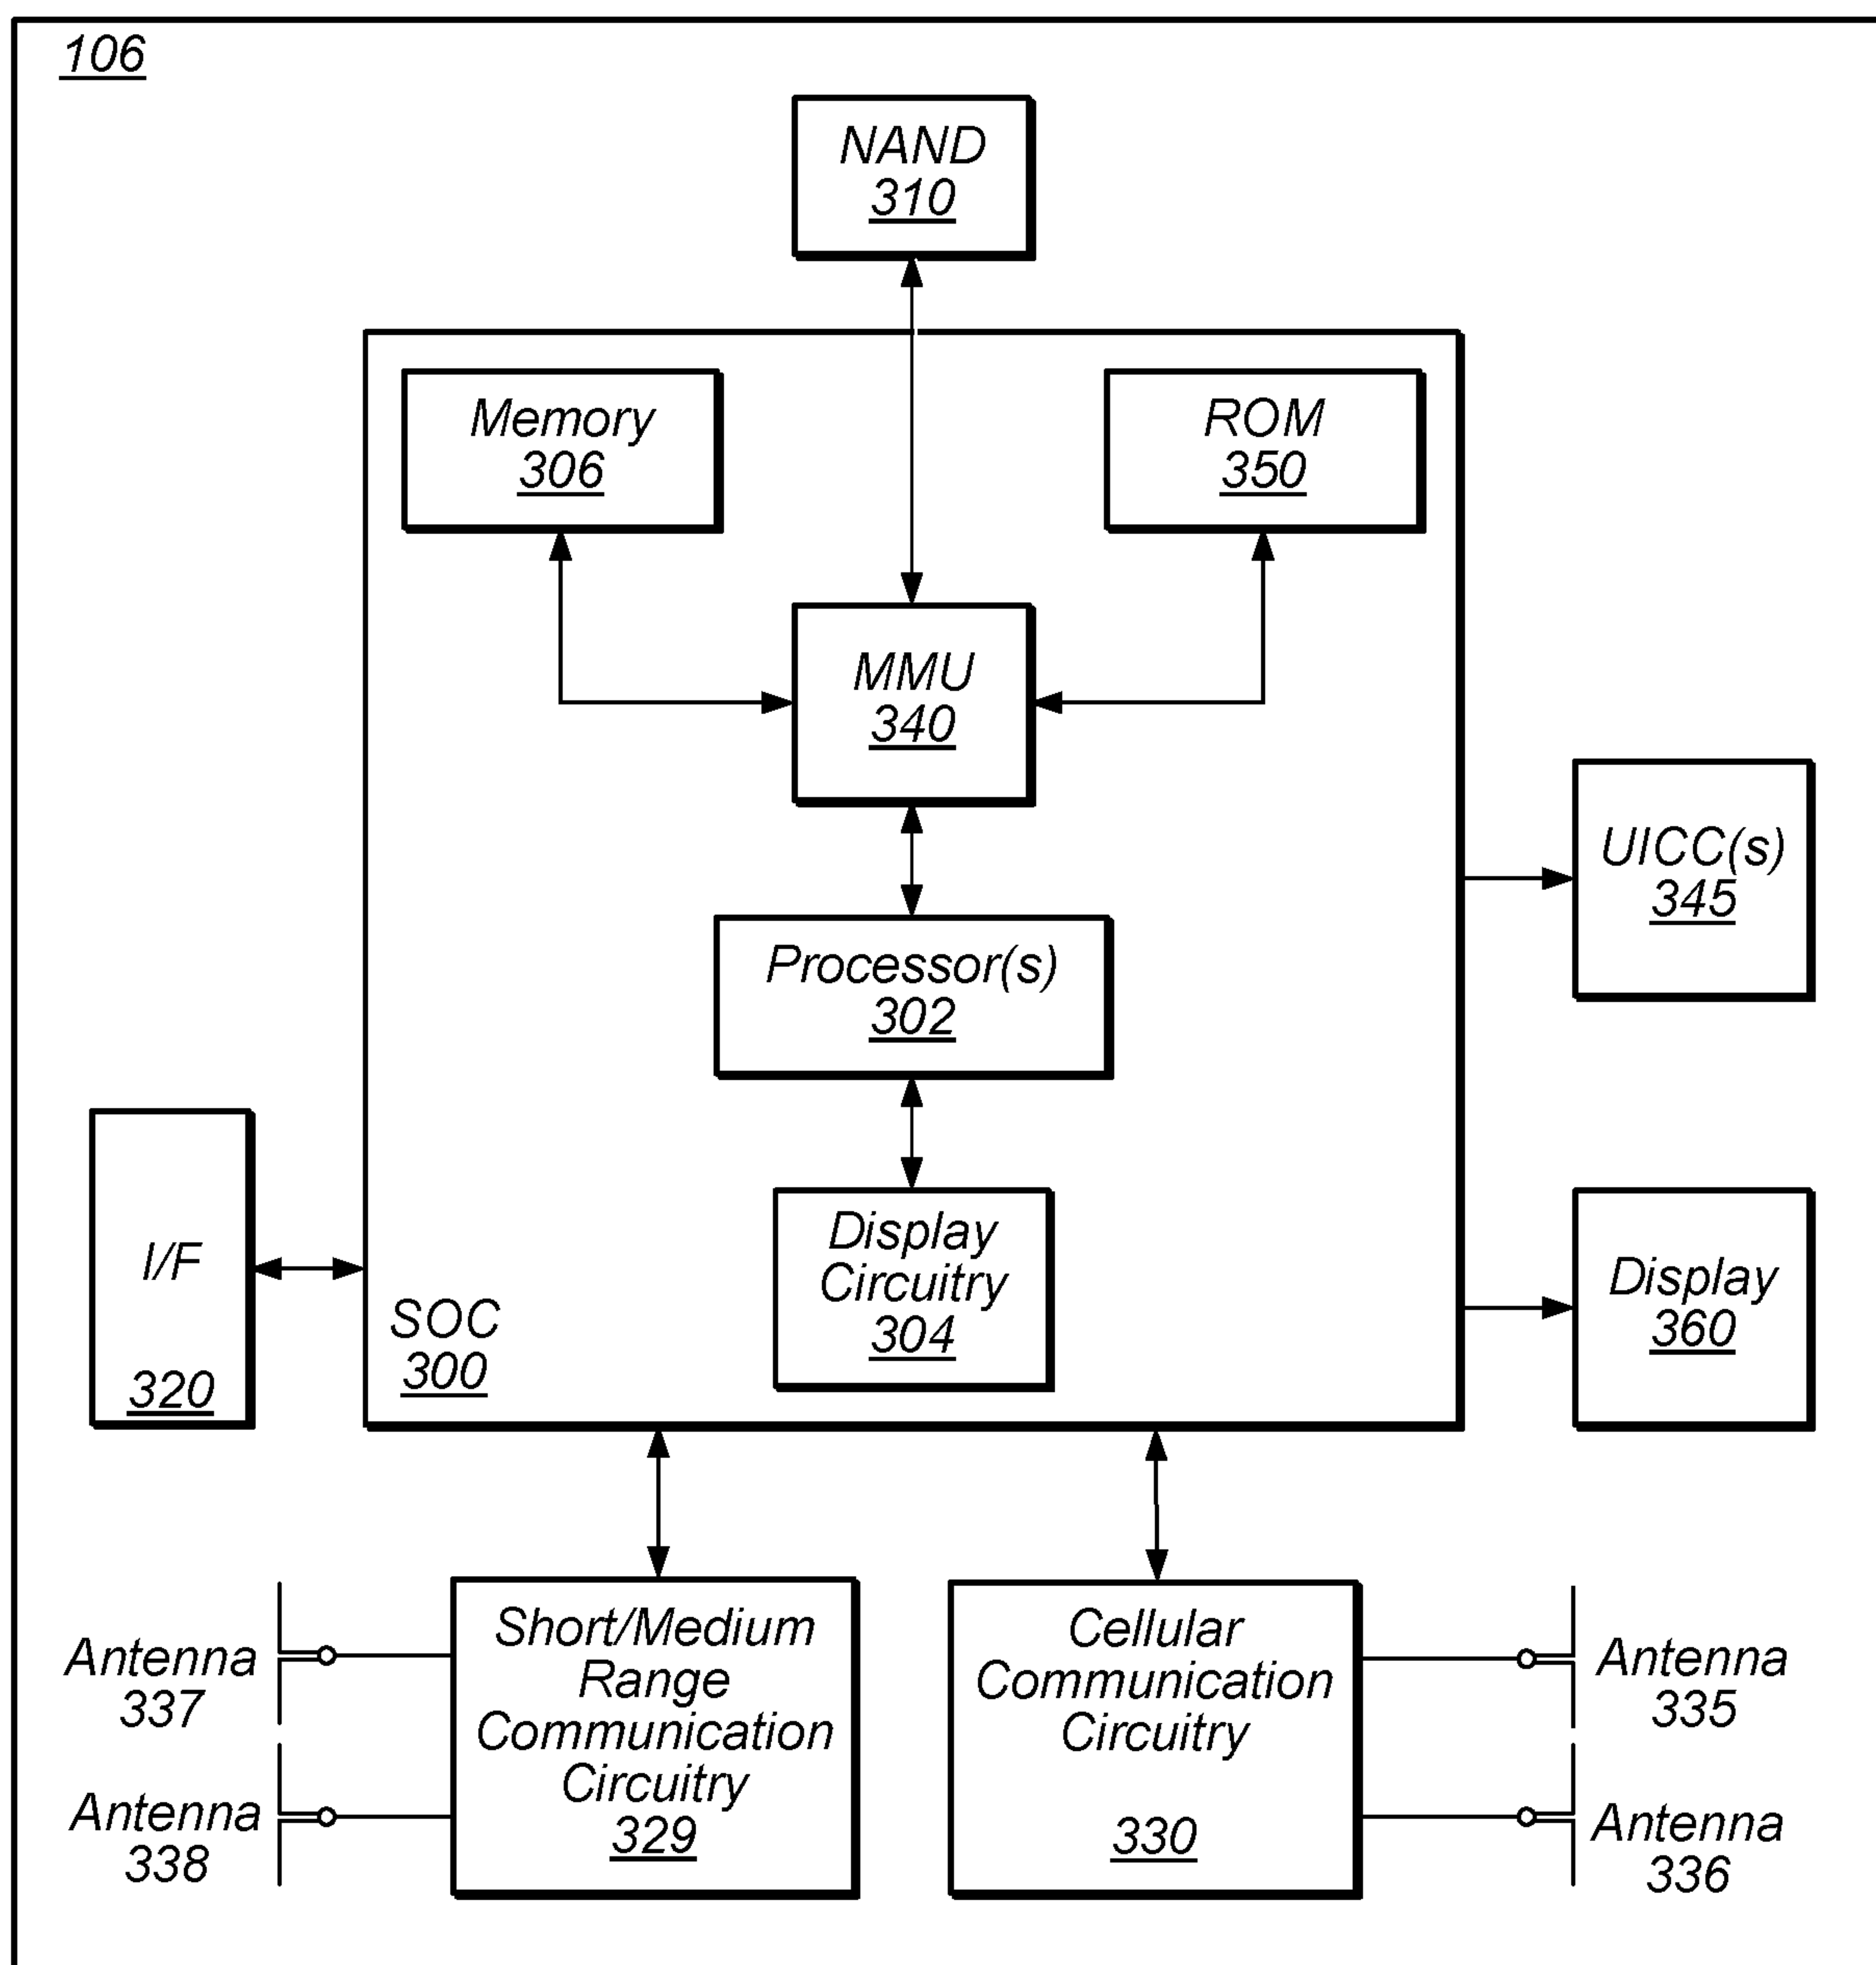 106
NAND
310
Memory
306
ROM
350
MMU
340
UICC(s)
345
Processor(s)
302
I/F
320
Display
Circuitry
304
SOC
300
Display
360
Antenna
337
Antenna
338
Short/Medium
Range
Communication
Circuitry
329
Cellular
Communication
Circuitry
330
Antenna
335
Antenna
336